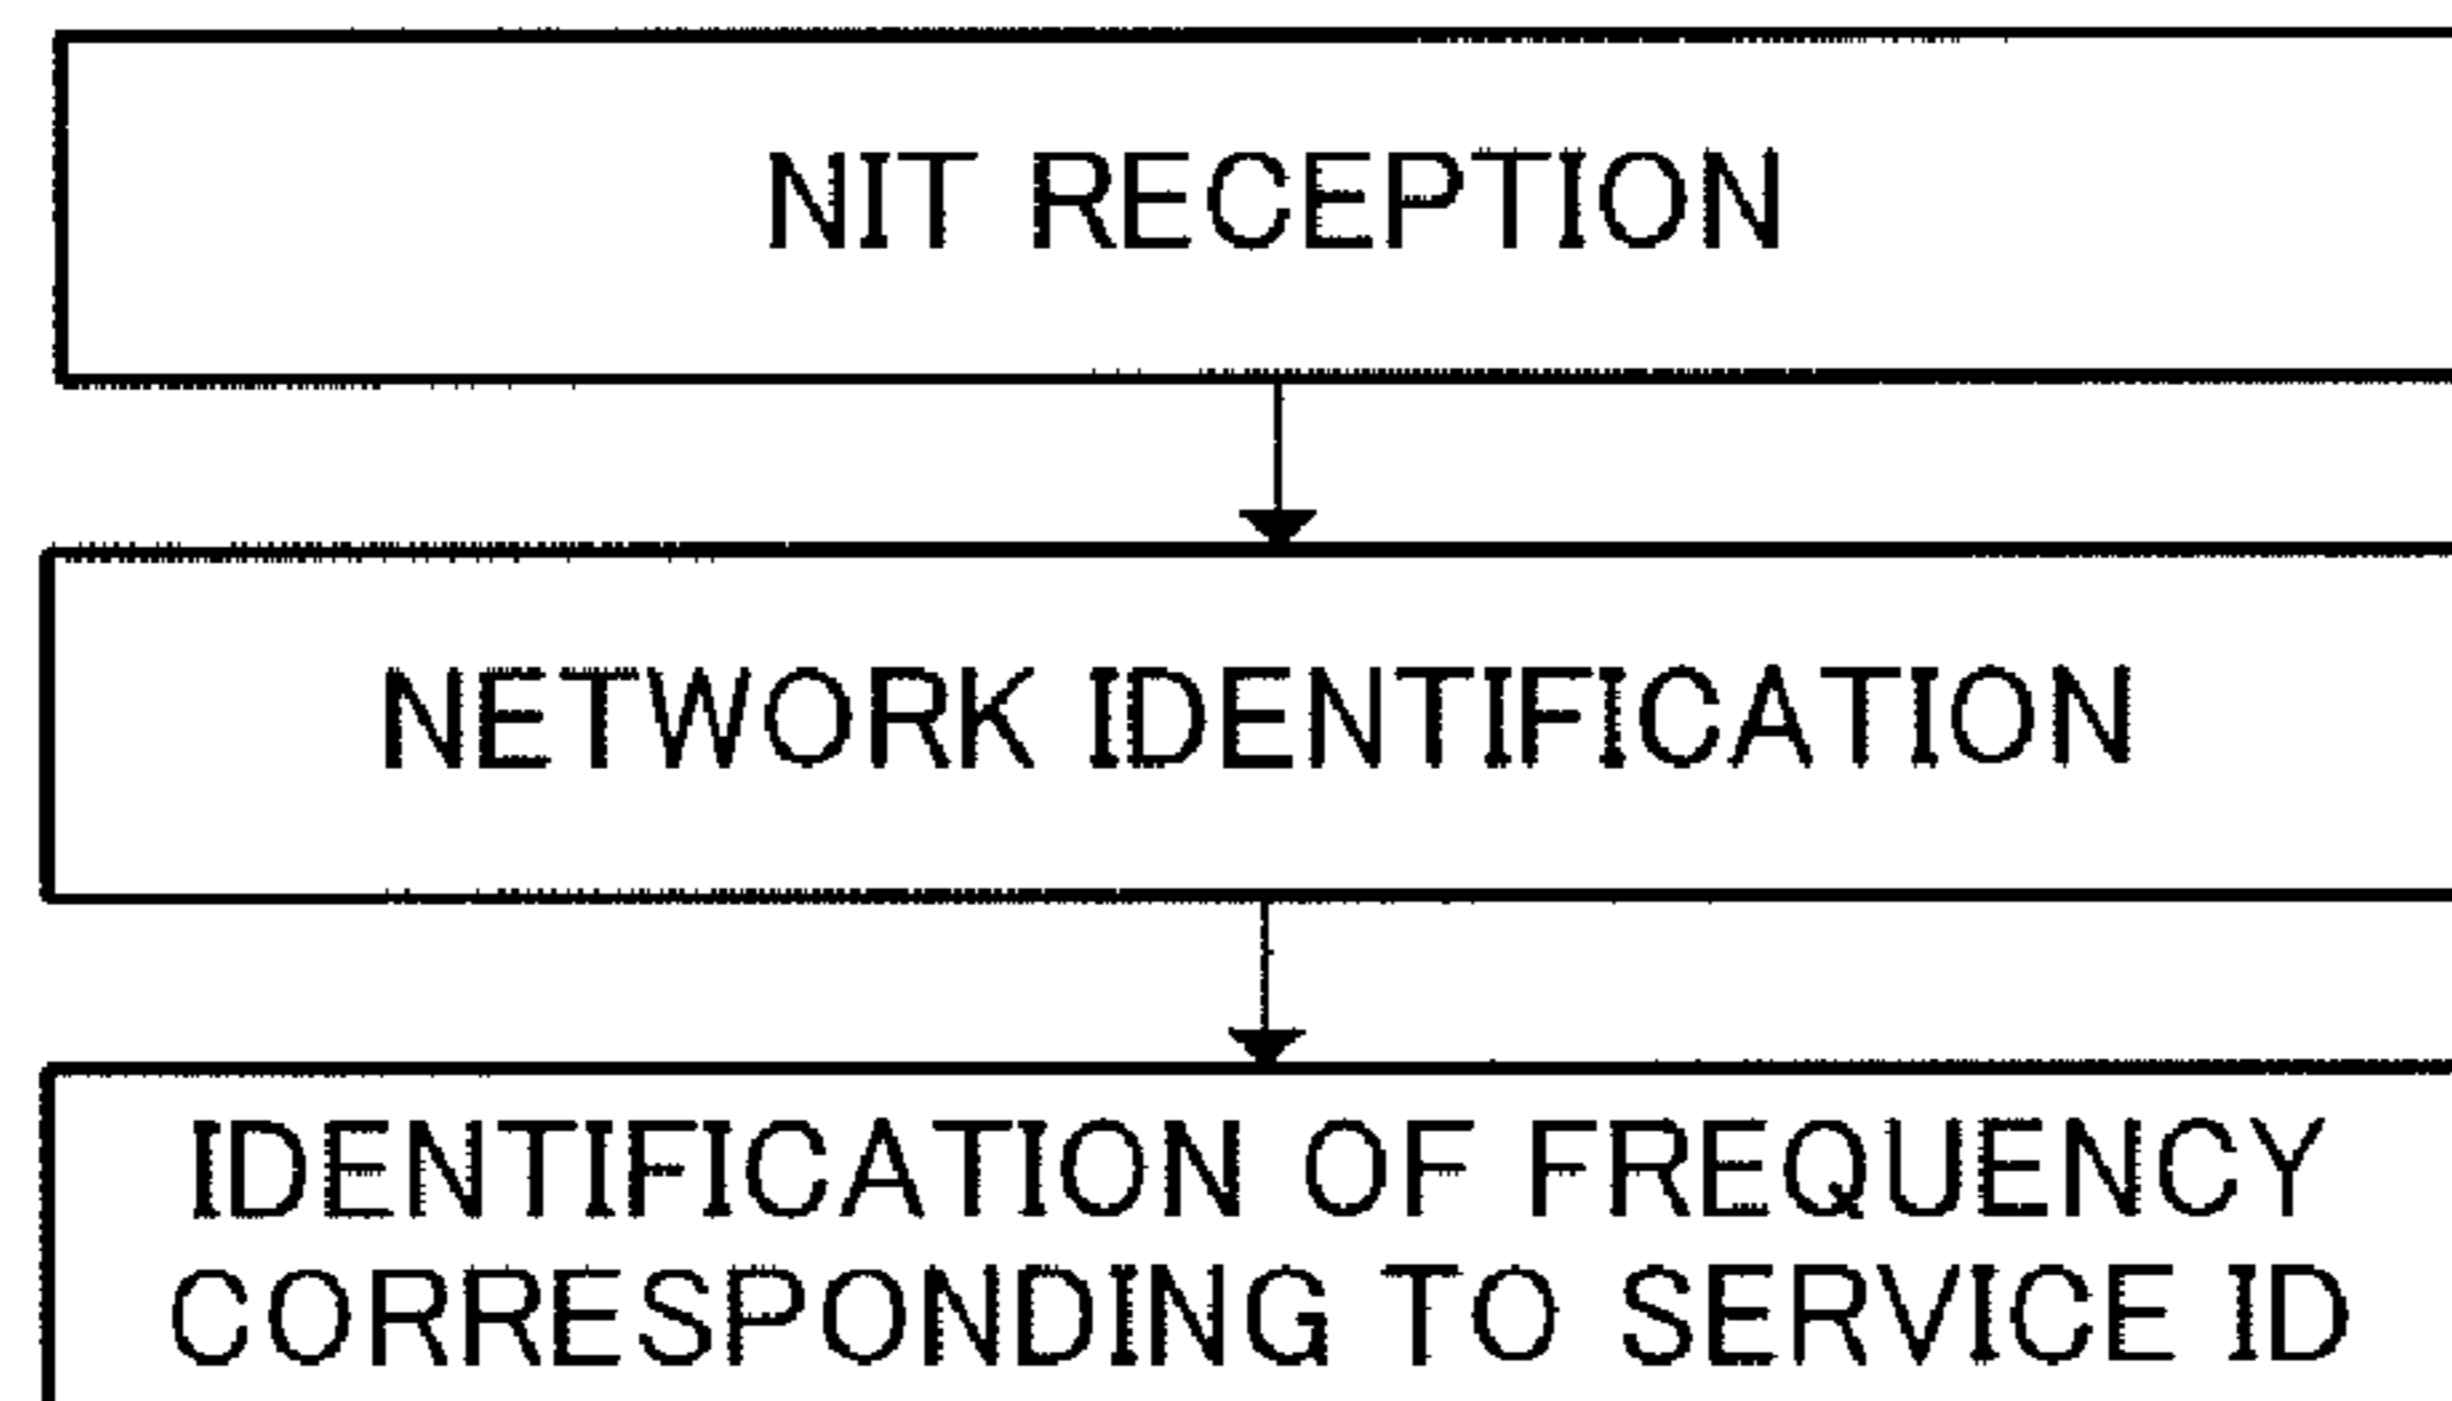 NIT RECEPTION
NETWORK IDENTIFICATION
IDENTIFICATION OF FREQUENCY
CORRESPONDING TO SERVICE ID